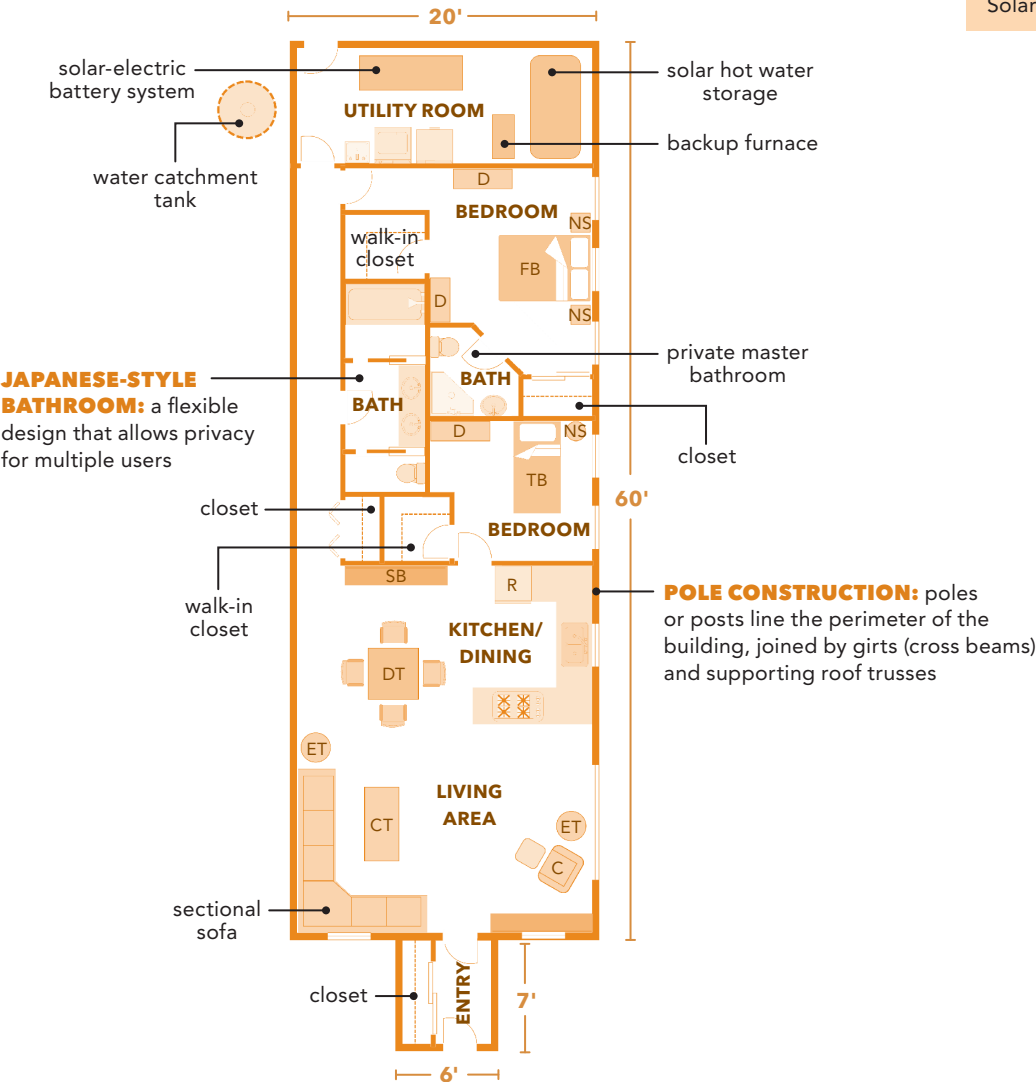 Solar
20'
solar-electric
battery system
solar hot water
storage
UTILITY ROOM
backup furnace
water catchment
tank
D
BEDROOM
NS
walk-in
closet
FB
D
NS
private master
bathroom
JAPANESE-STYLE
BATHROOM: a flexible
design that allows privacy
for multiple users
BATH
BATH
closet
D
NS
TB
60'
closet
BEDROOM
walk-in
closet
SB
R
POLE CONSTRUCTION: poles
or posts line the perimeter of the
building, joined by girts (cross beams)
and supporting roof trusses
KITCHEN/
DINING
DT
ET
LIVING
AREA
CT
ET
C
sectional
sofa
closet
ENTRY
7'
6'